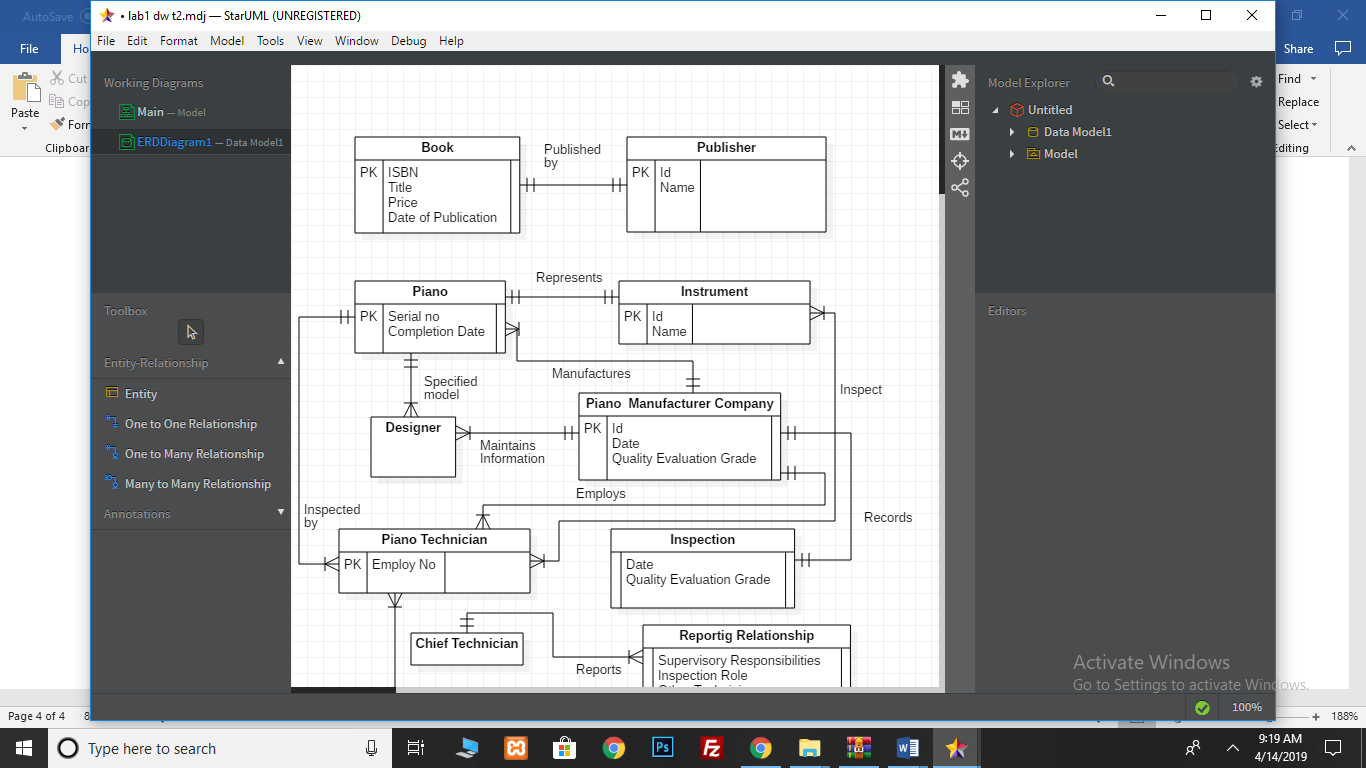 AutoSave
• lab1 dw t2.mdj — StarUML (UNREGISTERED)
File Edit Format Model Tools View Window Debug Help
File
Share
Paste
Cut
Clipboar
Find
Replace
Select
Working Diagrams
Main — Model
ERDDiagram1 — Data Model1
Toolbox
Entity-Relationship
Entity
One to One Relationship
One to Many Relationship
Many to Many Relationship
Annotations
Book
PK ISBN
Title
Price
Date of Publication
Published
by
Publisher
PK Id
Name
Piano
PK Serial no
Completion Date
Represents
Instrument
PK Id
Name
Manufactures
Specified
model
Inspect
Designer
Maintains
Information
Piano Manufacturer Company
PK Id
Date
Quality Evaluation Grade
Employs
Inspected
by
Records
Piano Technician
PK Employ No
Inspection
Date
Quality Evaluation Grade
Chief Technician
Reports
Reportig Relationship
Supervisory Responsibilities
Inspection Role
M+
Model Explorer
Untitled
Data Model1
Model
Editors
Activate Windows
Go to Settings to activate Windows.
100%
Page 4 of 4
188%
Type here to search
Ps
Fz
9:19 AM
4/14/2019